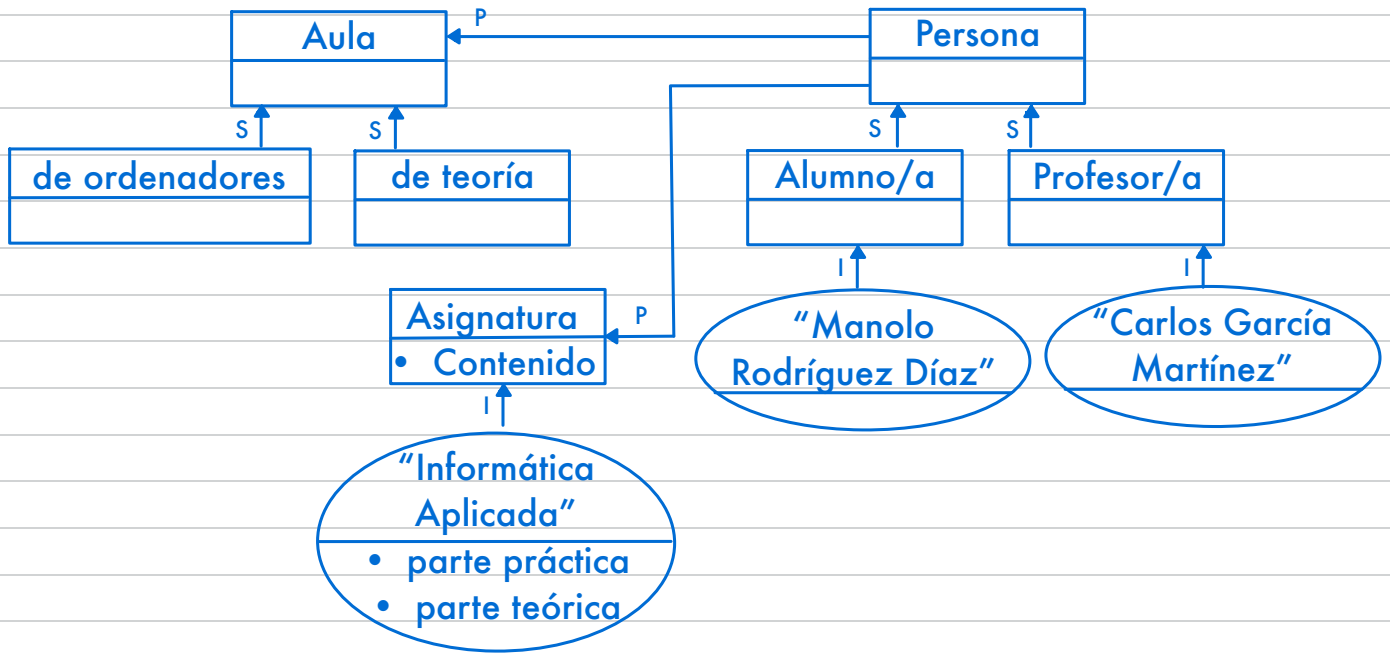 P
Aula
Persona
S
S
S
S
de ordenadores
de teoría
Alumno/a
Profesor/a
I
I
Asignatura
P
• Contenido
“Manolo
Rodríguez Díaz”
“Carlos García
Martínez”
I
“Informática
Aplicada”
• parte práctica
• parte teórica